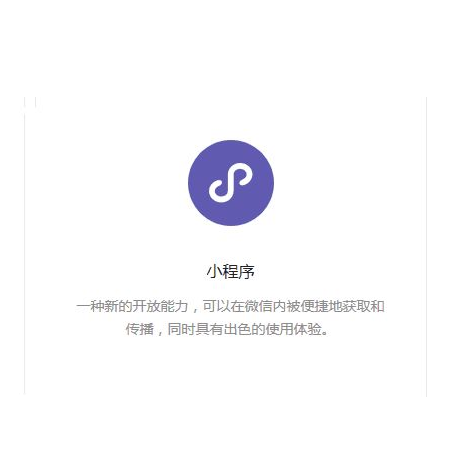 小程序
一种新的开放能力，可以在微信内被便捷地获取和
传播，同时具有出色的使用体验。